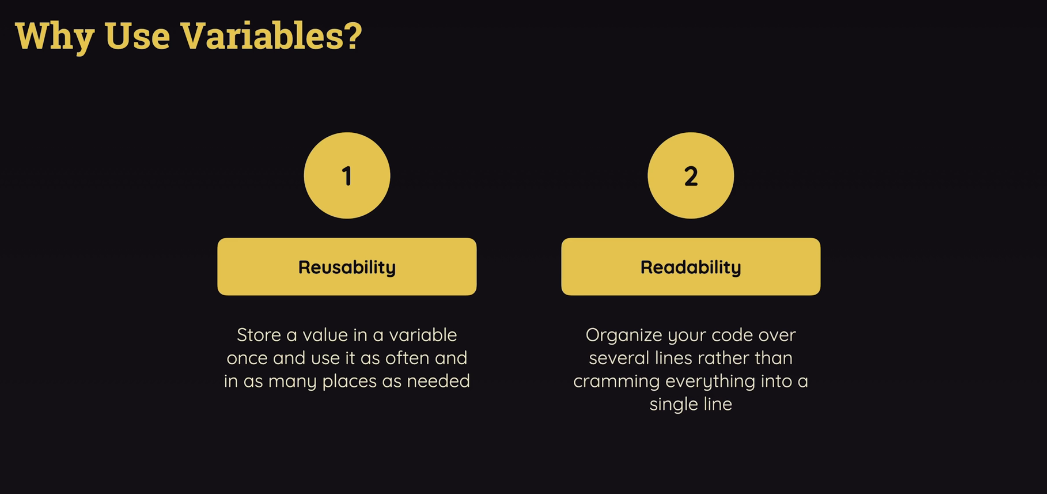 Why Use Variables?
1
Reusability
Store a value in a variable
once and use it as often and
in as many places as needed
2
Readability
Organize your code over
several lines rather than
cramming everything into a
single line